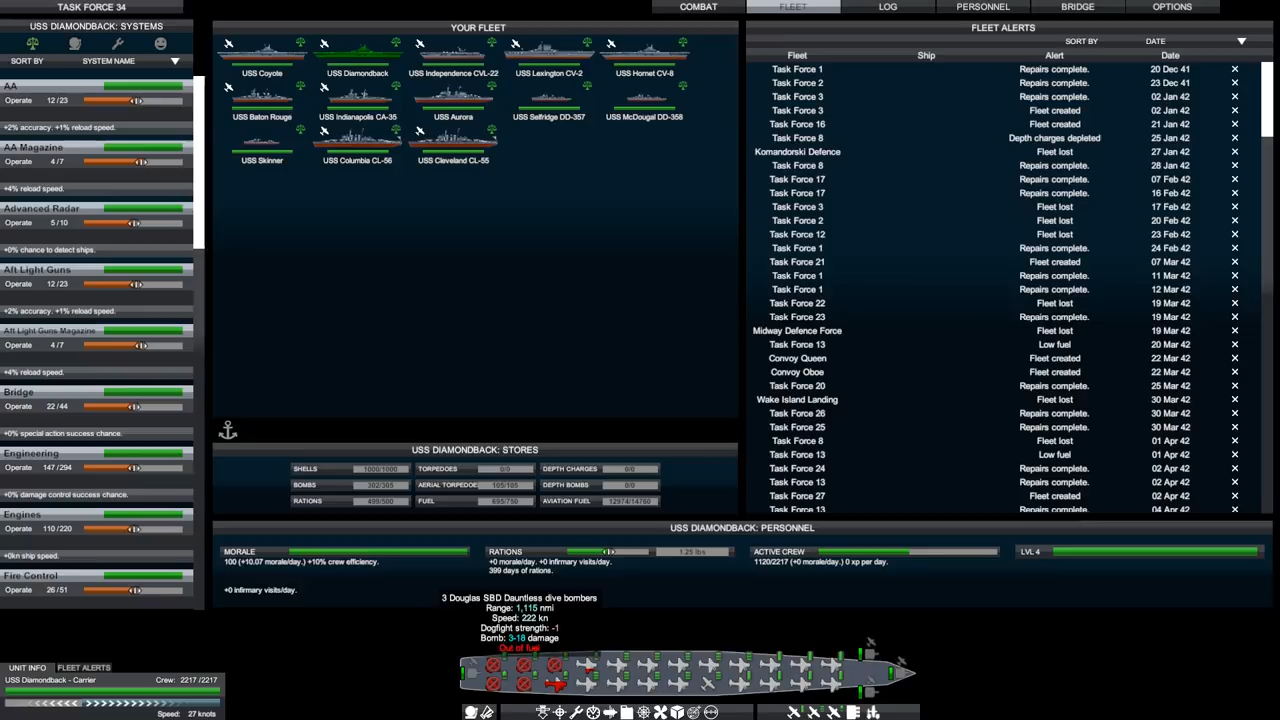 TASK FORCE 34
COMBAT
FLEET
LOG
PERSONNEL
BRIDGE
OPTIONS
USS DIAMONDBACK: SYSTEMS
SORT BY SYSTEM NAME
AA
Operate 12/23
+2% accuracy. +1% reload speed.
AA Magazine
Operate 4/7
+4% reload speed.
Advanced Radar
Operate 5/10
+0% chance to detect ships.
Aft Light Guns
Operate 12/23
+2% accuracy. +1% reload speed.
Aft Light Guns Magazine
Operate 4/7
+4% reload speed.
Bridge
Operate 22/44
+0% special action success chance.
Engineering
Operate 147/294
+0% damage control success chance.
Engines
Operate 110/220
+0kn ship speed.
Fire Control
Operate 26/51
YOUR FLEET
USS Coyote
USS Diamondback
USS Independence CVL-22
USS Lexington CV-2
USS Hornet CV-8
USS Baton Rouge
USS Indianapolis CA-35
USS Aurora
USS Selfridge DD-357
USS McDougal DD-358
USS Skinner
USS Columbia CL-56
USS Cleveland CL-55
FLEET ALERTS
SORT BY DATE
Fleet Ship Alert Date
Task Force 1 Repairs complete. 20 Dec 41 ×
Task Force 2 Repairs complete. 23 Dec 41 ×
Task Force 3 Repairs complete. 02 Jan 42 ×
Task Force 3 Fleet created 02 Jan 42 ×
Task Force 16 Fleet created 21 Jan 42 ×
Task Force 8 Depth charges depleted 25 Jan 42 ×
Komandorski Defence Fleet lost 27 Jan 42 ×
Task Force 8 Repairs complete. 28 Jan 42 ×
Task Force 17 Repairs complete. 07 Feb 42 ×
Task Force 17 Repairs complete. 16 Feb 42 ×
Task Force 3 Fleet lost 17 Feb 42 ×
Task Force 2 Fleet lost 20 Feb 42 ×
Task Force 12 Fleet lost 23 Feb 42 ×
Task Force 1 Repairs complete. 24 Feb 42 ×
Task Force 21 Fleet created 07 Mar 42 ×
Task Force 1 Repairs complete. 11 Mar 42 ×
Task Force 1 Repairs complete. 12 Mar 42 ×
Task Force 22 Fleet lost 19 Mar 42 ×
Task Force 23 Repairs complete. 19 Mar 42 ×
Midway Defence Force Fleet lost 19 Mar 42 ×
Task Force 13 Low fuel 20 Mar 42 ×
Convoy Queen Fleet created 22 Mar 42 ×
Convoy Oboe Fleet created 22 Mar 42 ×
Task Force 20 Repairs complete. 25 Mar 42 ×
Wake Island Landing Fleet lost 30 Mar 42 ×
Task Force 26 Repairs complete. 30 Mar 42 ×
Task Force 25 Repairs complete. 30 Mar 42 ×
Task Force 8 Fleet lost 01 Apr 42 ×
Task Force 13 Low fuel 01 Apr 42 ×
Task Force 24 Repairs complete. 02 Apr 42 ×
Task Force 13 Repairs complete. 02 Apr 42 ×
Task Force 27 Fleet created 02 Apr 42 ×
Task Force 13 Repairs complete. 04 Apr 42 ×
USS DIAMONDBACK: STORES
SHELLS 1000/1000 TORPEDOES 0/0 DEPTH CHARGES 0/0
BOMBS 302/305 AERIAL TORPEDOE 105/105 DEPTH BOMBS 0/0
RATIONS 499/500 FUEL 695/750 AVIATION FUEL 12974/14760
USS DIAMONDBACK: PERSONNEL
MORALE
100 (+10.07 morale/day.) +10% crew efficiency.
+0 infirmary visits/day.
RATIONS 1.25 lbs
+0 morale/day. +0 infirmary visits/day.
399 days of rations.
ACTIVE CREW
1120/2217 (+0 morale/day.) 0 xp per day.
LVL 4
3 Douglas SBD Dauntless dive bombers
Range: 1,115 nmi
Speed: 222 kn
Dogfight strength: -1
Bomb: 3-18 damage
Out of fuel
UNIT INFO FLEET ALERTS
USS Diamondback - Carrier Crew: 2217 /2217
Speed: 27 knots